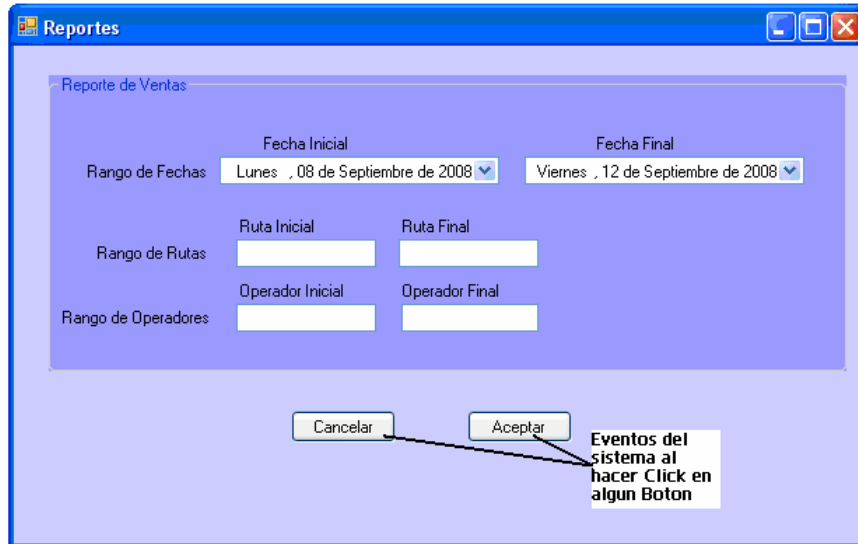 Reportes
Reporte de Ventas
Fecha Inicial
Fecha Final
Rango de Fechas
Lunes , 08 de Septiembre de 2008
Viernes , 12 de Septiembre de 2008
Ruta Inicial
Ruta Final
Rango de Rutas
Operador Inicial
Operador Final
Rango de Operadores
Cancelar
Aceptar
Eventos del
sistema al
hacer Click en
algun Boton